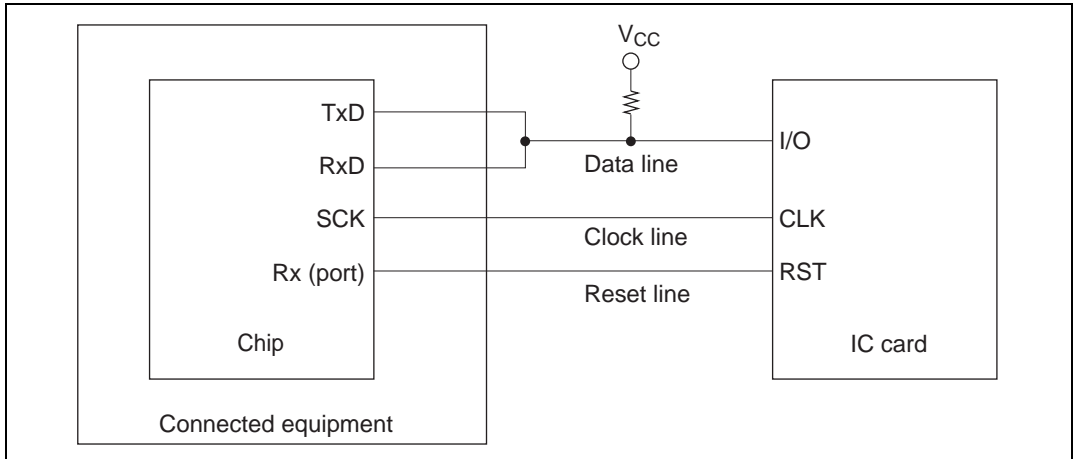 VCC
TxD
RxD
SCK
Rx (port)
Chip
Connected equipment
Data line
Clock line
Reset line
I/O
CLK
RST
IC card